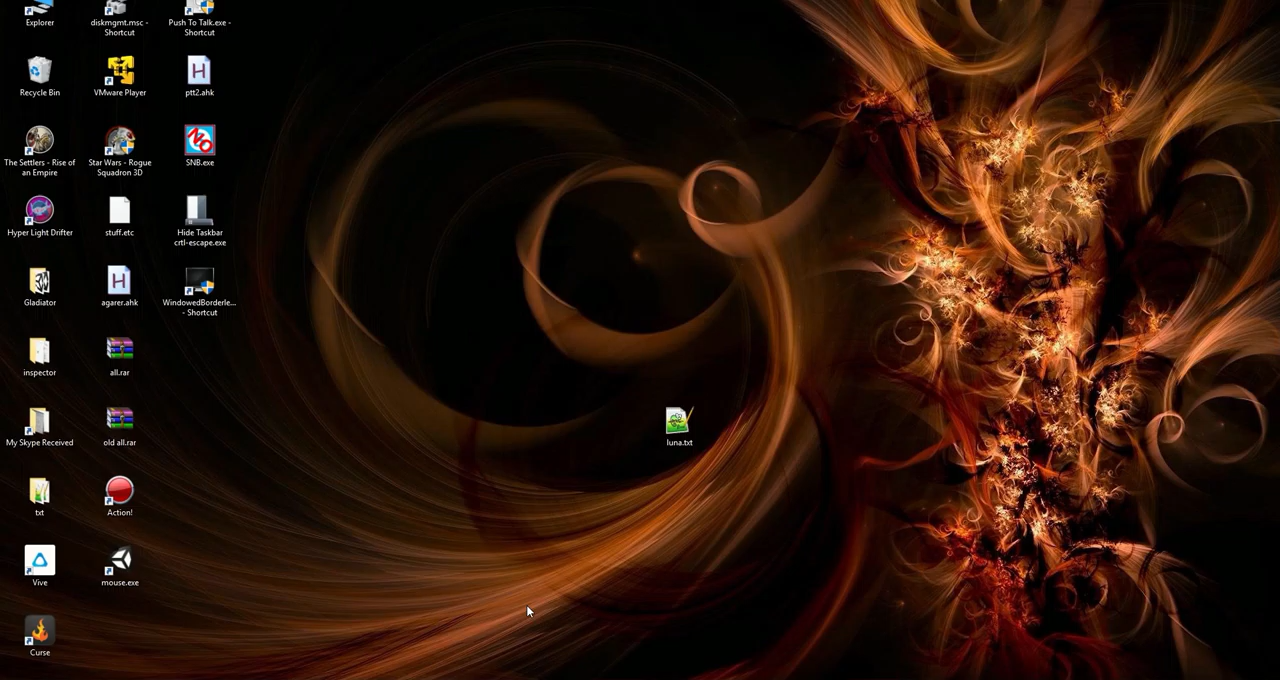 Explorer
diskmgmt.msc -
Shortcut
Push To Talk.exe -
Shortcut
Recycle Bin
VMware Player
ptt2.ahk
The Settlers - Rise of
an Empire
Star Wars - Rogue
Squadron 3D
SNB.exe
Hyper Light Drifter
stuff.etc
Hide Taskbar
crtl-escape.exe
Gladiator
agarer.ahk
WindowedBorderle...
- Shortcut
inspector
all.rar
My Skype Received
old all.rar
luna.txt
txt
Action!
Vive
mouse.exe
Curse